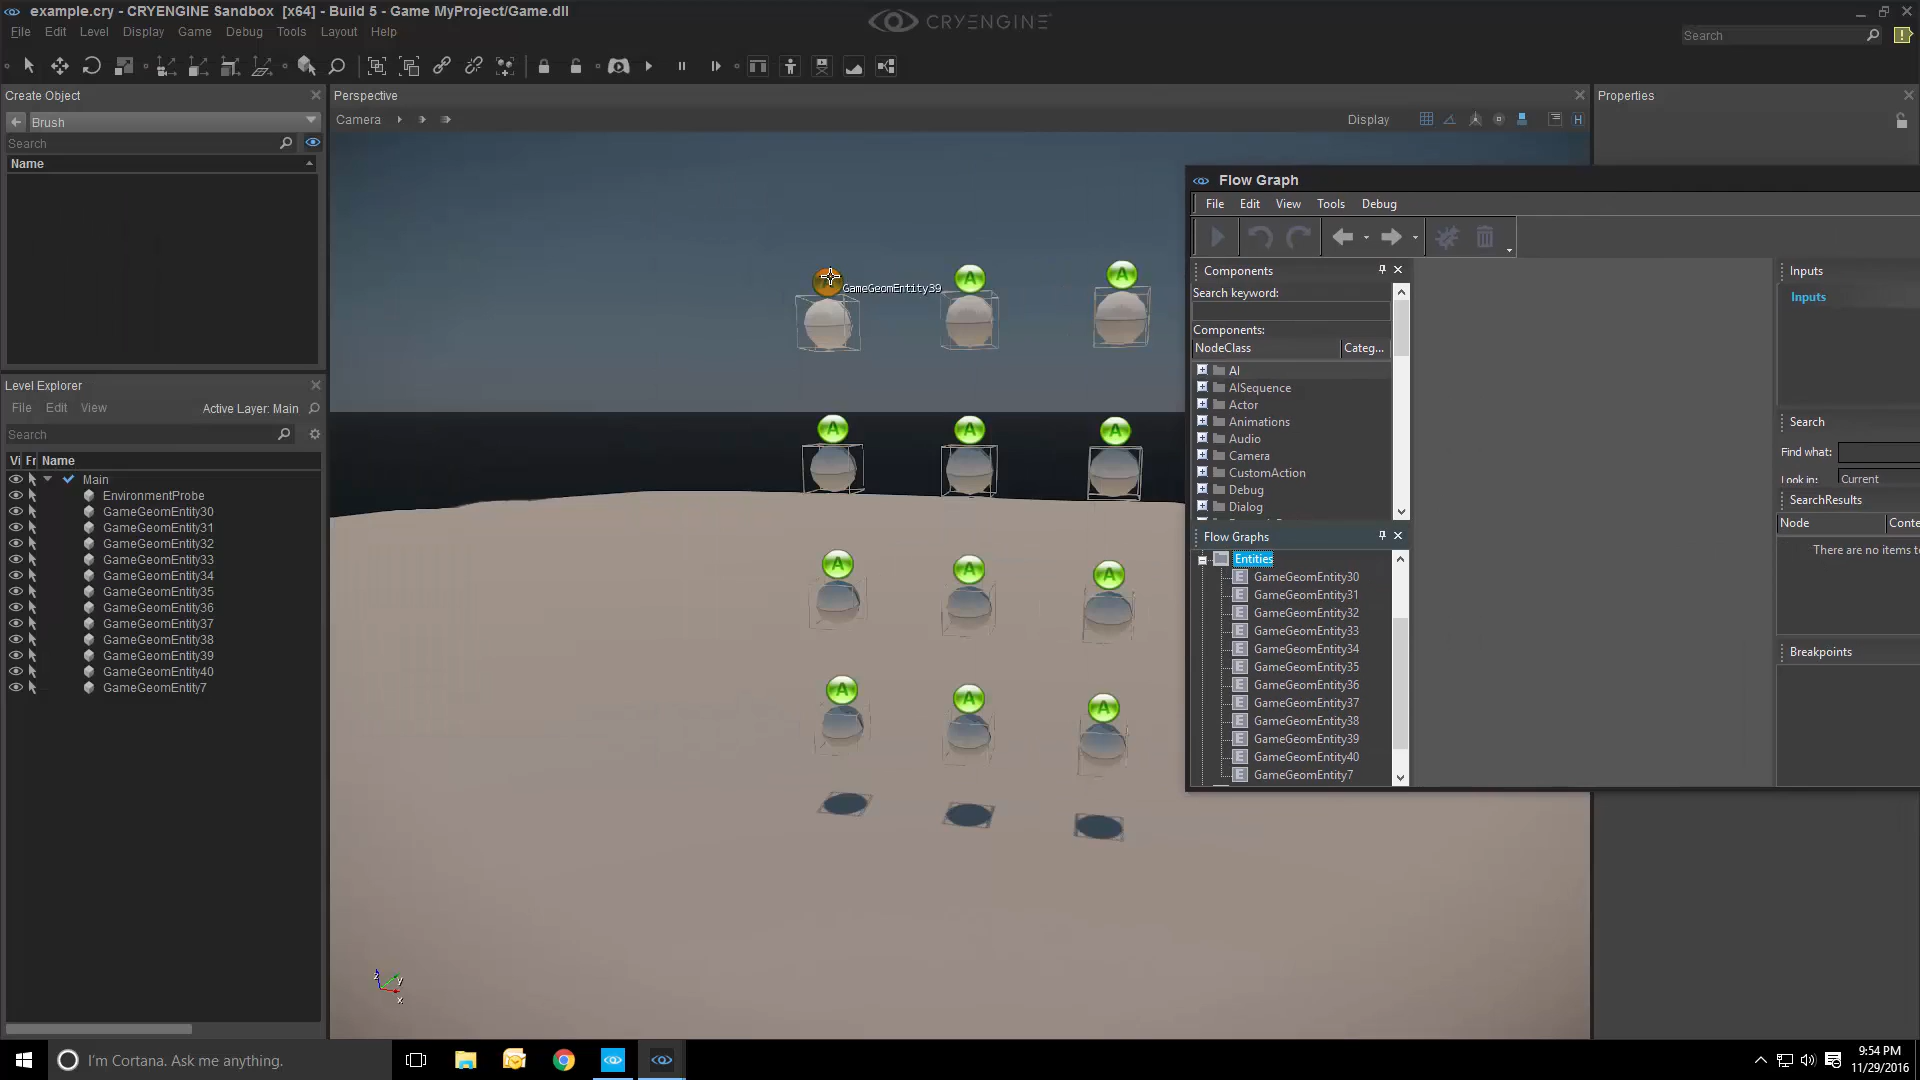 example.cry - CRYENGINE Sandbox [x64] - Build 5 - Game MyProject/Game.dll
CRYENGINE
File Edit Level Display Game Debug Tools Layout Help
Search
Create Object
Brush
Search
Name
Level Explorer
File Edit View Active Layer: Main
Search
Vi Fr Name
Main
EnvironmentProbe
GameGeomEntity30
GameGeomEntity31
GameGeomEntity32
GameGeomEntity33
GameGeomEntity34
GameGeomEntity35
GameGeomEntity36
GameGeomEntity37
GameGeomEntity38
GameGeomEntity39
GameGeomEntity40
GameGeomEntity7
Perspective
Camera Display
H
GameGeomEntity39
A A
A A A
A A A
A A A
z y
x
Properties
Flow Graph
File Edit View Tools Debug
Components
Search keyword:
Components:
NodeClass Categ...
AI
AISequence
Actor
Animations
Audio
Camera
CustomAction
Debug
Dialog
Flow Graphs
Entities
E GameGeomEntity30
E GameGeomEntity31
E GameGeomEntity32
E GameGeomEntity33
E GameGeomEntity34
E GameGeomEntity35
E GameGeomEntity36
E GameGeomEntity37
E GameGeomEntity38
E GameGeomEntity39
E GameGeomEntity40
E GameGeomEntity7
Inputs
Inputs
Search
Find what:
Look in: Current
SearchResults
Node Conte
There are no items to
Breakpoints
I'm Cortana. Ask me anything.
9:54 PM
11/29/2016